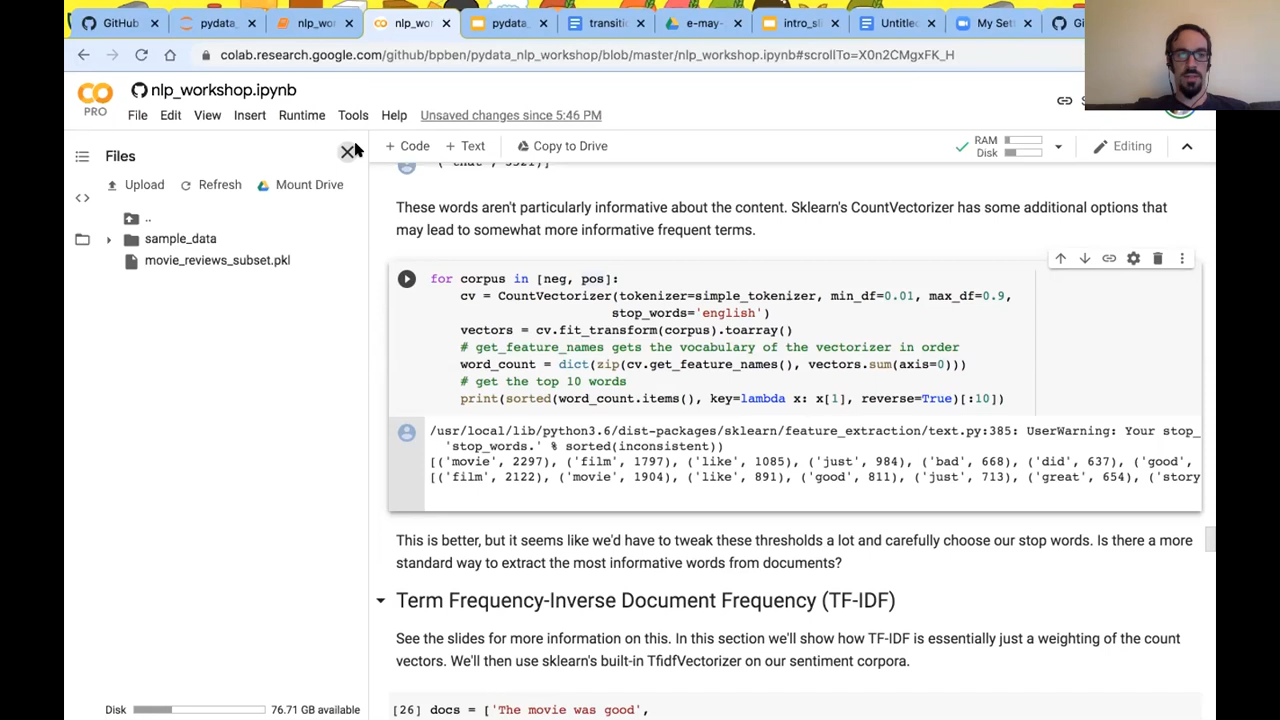 GitHub
pydata_
nlp_wo
nlp_wo
pydata_
transitio
e-may-
intro_sli
Untitle
My Sett
Gi
colab.research.google.com/github/bpben/pydata_nlp_workshop/blob/master/nlp_workshop.ipynb#scrollTo=X0n2CMgxFK_H
PRO
nlp_workshop.ipynb
File Edit View Insert Runtime Tools Help Unsaved changes since 5:46 PM
Files
+ Code + Text Copy to Drive
RAM
Disk
Editing
Upload Refresh Mount Drive
..
sample_data
movie_reviews_subset.pkl
These words aren't particularly informative about the content. Sklearn's CountVectorizer has some additional options that
may lead to somewhat more informative frequent terms.
for corpus in [neg, pos]:
cv = CountVectorizer(tokenizer=simple_tokenizer, min_df=0.01, max_df=0.9,
stop_words='english')
vectors = cv.fit_transform(corpus).toarray()
# get_feature_names gets the vocabulary of the vectorizer in order
word_count = dict(zip(cv.get_feature_names(), vectors.sum(axis=0)))
# get the top 10 words
print(sorted(word_count.items(), key=lambda x: x[1], reverse=True)[:10])
/usr/local/lib/python3.6/dist-packages/sklearn/feature_extraction/text.py:385: UserWarning: Your stop_
'stop_words.' % sorted(inconsistent))
[('movie', 2297), ('film', 1797), ('like', 1085), ('just', 984), ('bad', 668), ('did', 637), ('good',
[('film', 2122), ('movie', 1904), ('like', 891), ('good', 811), ('just', 713), ('great', 654), ('story
This is better, but it seems like we'd have to tweak these thresholds a lot and carefully choose our stop words. Is there a more
standard way to extract the most informative words from documents?
Term Frequency-Inverse Document Frequency (TF-IDF)
See the slides for more information on this. In this section we'll show how TF-IDF is essentially just a weighting of the count
vectors. We'll then use sklearn's built-in TfidfVectorizer on our sentiment corpora.
[26] docs = ['The movie was good',
Disk 76.71 GB available